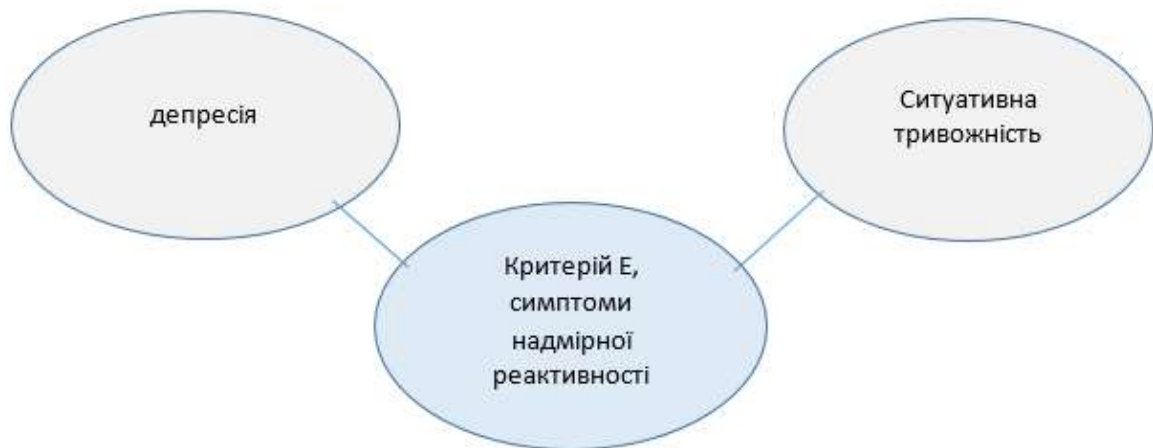 депресія
Ситуативна
тривожність
Критерій Е,
симптоми
надмірної
реактивності